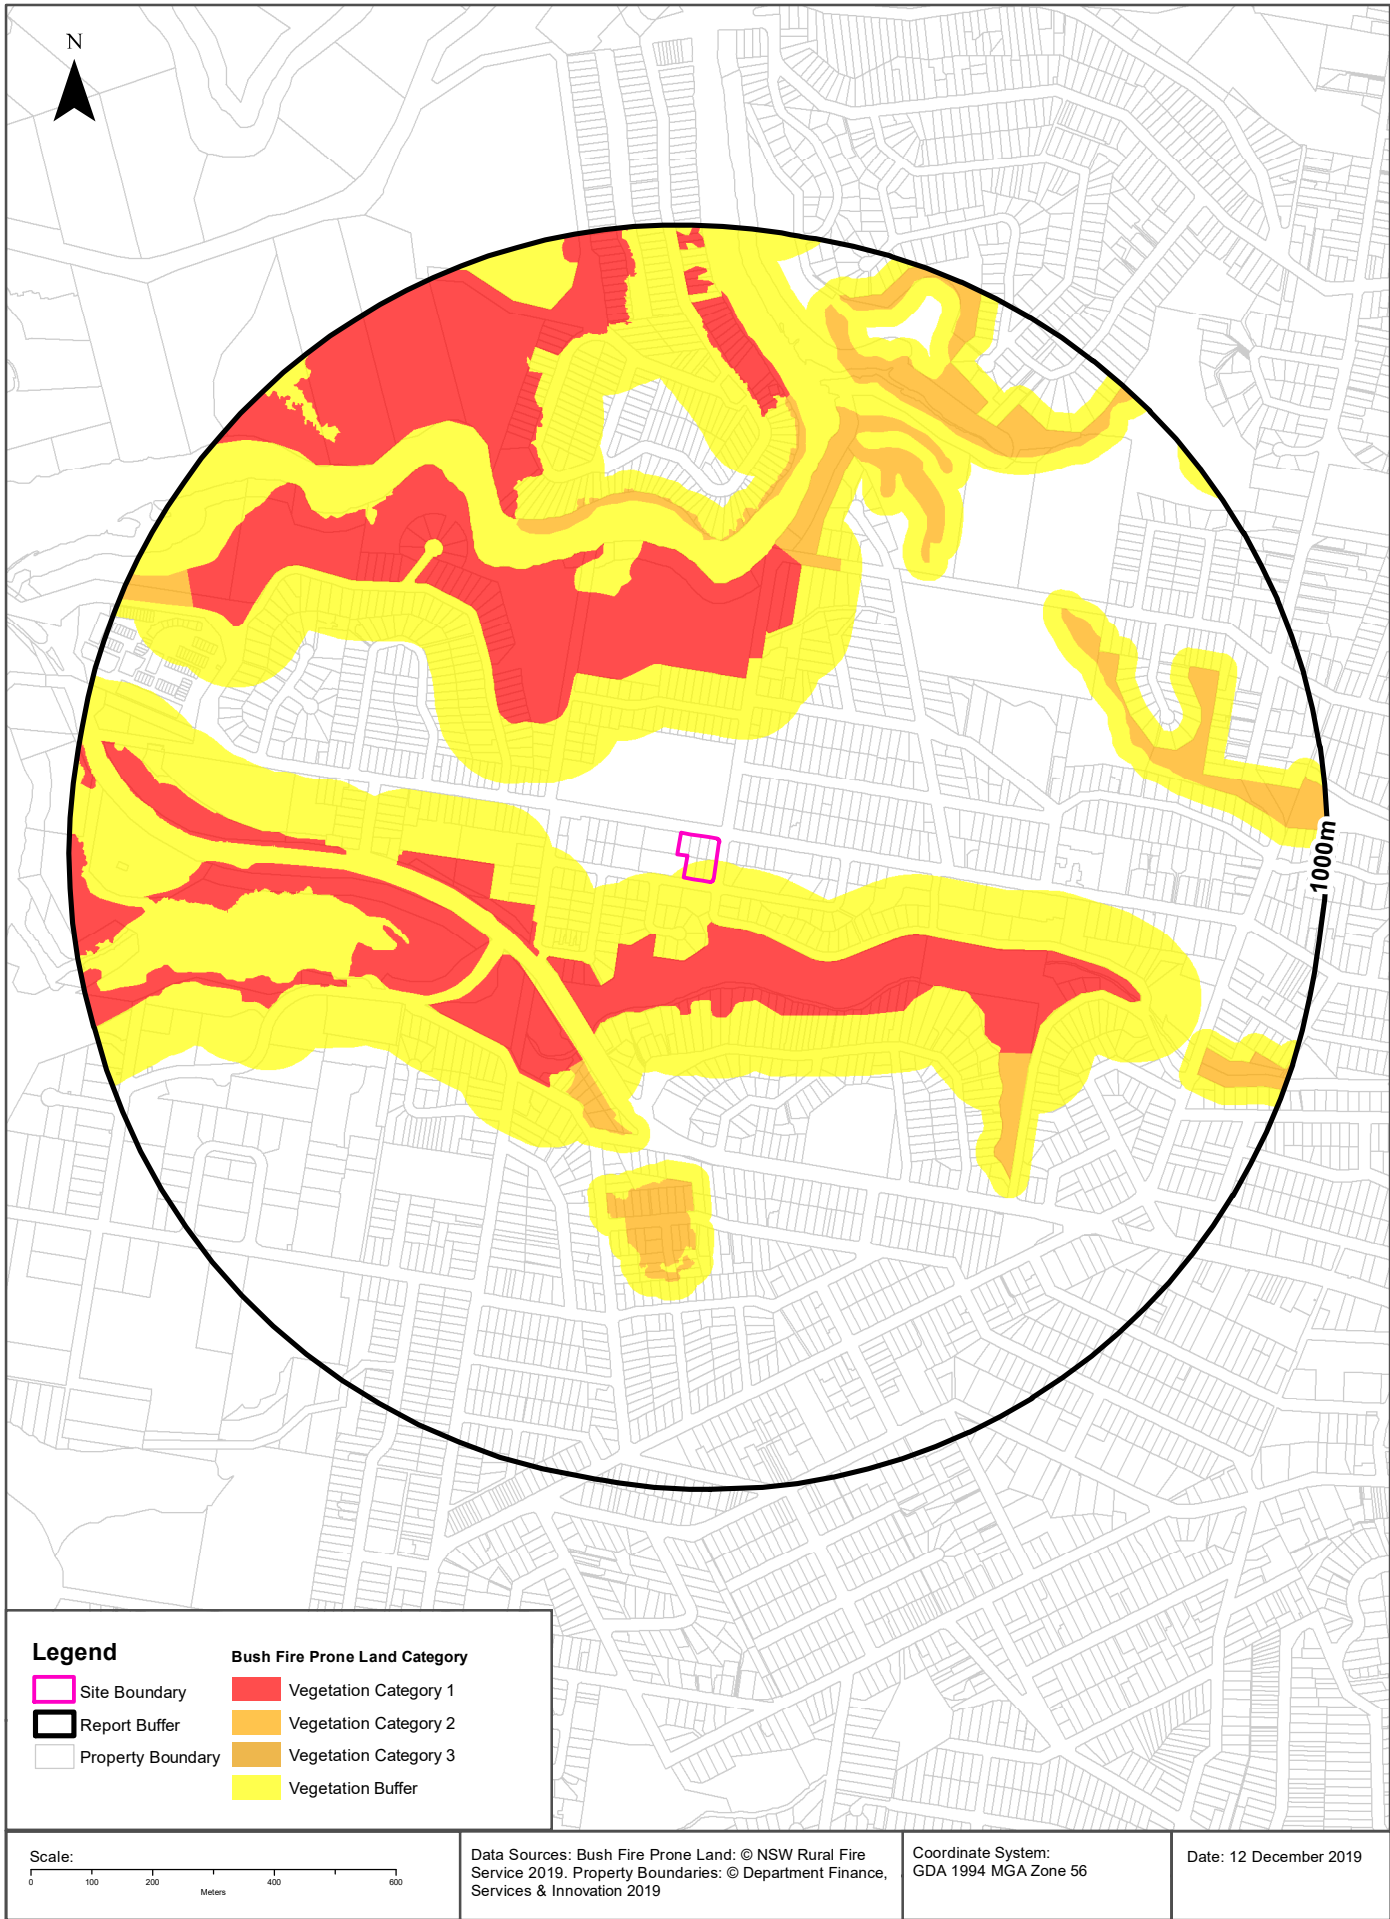 N
1000m
Legend
Site Boundary
Report Buffer
Property Boundary
Bush Fire Prone Land Category
Vegetation Category 1
Vegetation Category 2
Vegetation Category 3
Vegetation Buffer
Scale:
0 100 200 400 600
Meters
Data Sources: Bush Fire Prone Land: © NSW Rural Fire
Service 2019. Property Boundaries: © Department Finance,
Services & Innovation 2019
Coordinate System:
GDA 1994 MGA Zone 56
Date: 12 December 2019